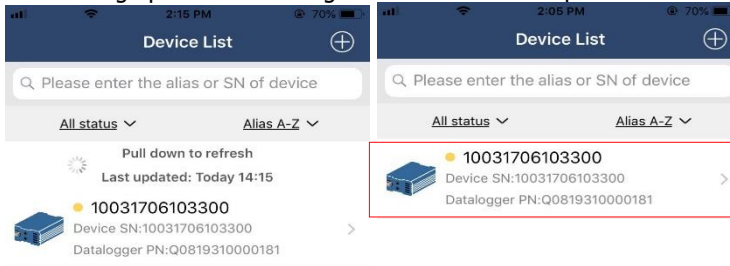 2:15 PM
70%
Device List
Please enter the alias or SN of device
All status
Alias A-Z
Pull down to refresh
Last updated: Today 14:15
10031706103300
Device SN:10031706103300
Datalogger PN:Q0819310000181
2:05 PM
70%
Device List
Please enter the alias or SN of device
All status
Alias A-Z
10031706103300
Device SN:10031706103300
Datalogger PN:Q0819310000181